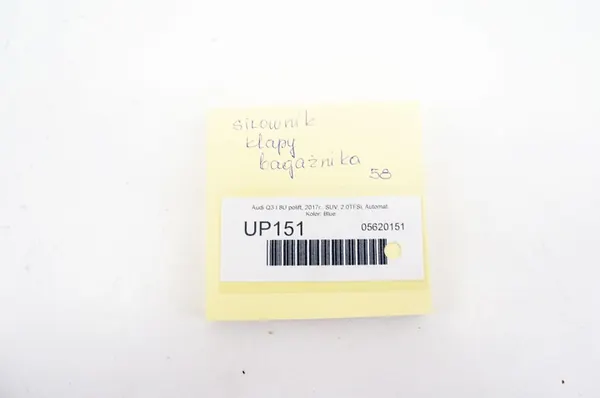 siłownik
klapy
bagażnika
58
Audi Q3 I 8U polift, 2017r., SUV, 2.0TFSi, Automat.
Kolor: Blue
UP151 05620151